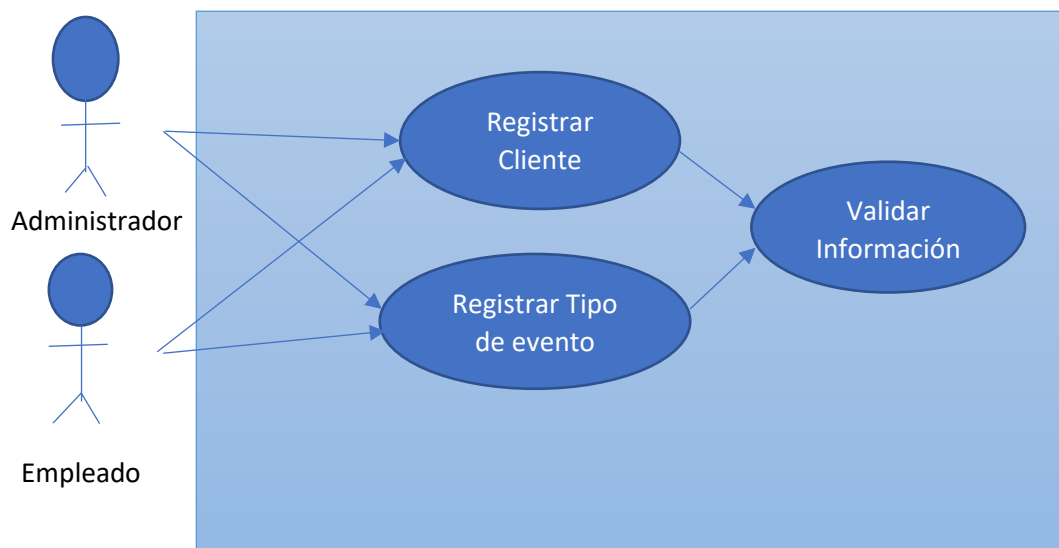 Administrador
Empleado
Registrar
Cliente
Registrar Tipo
de evento
Validar
Información